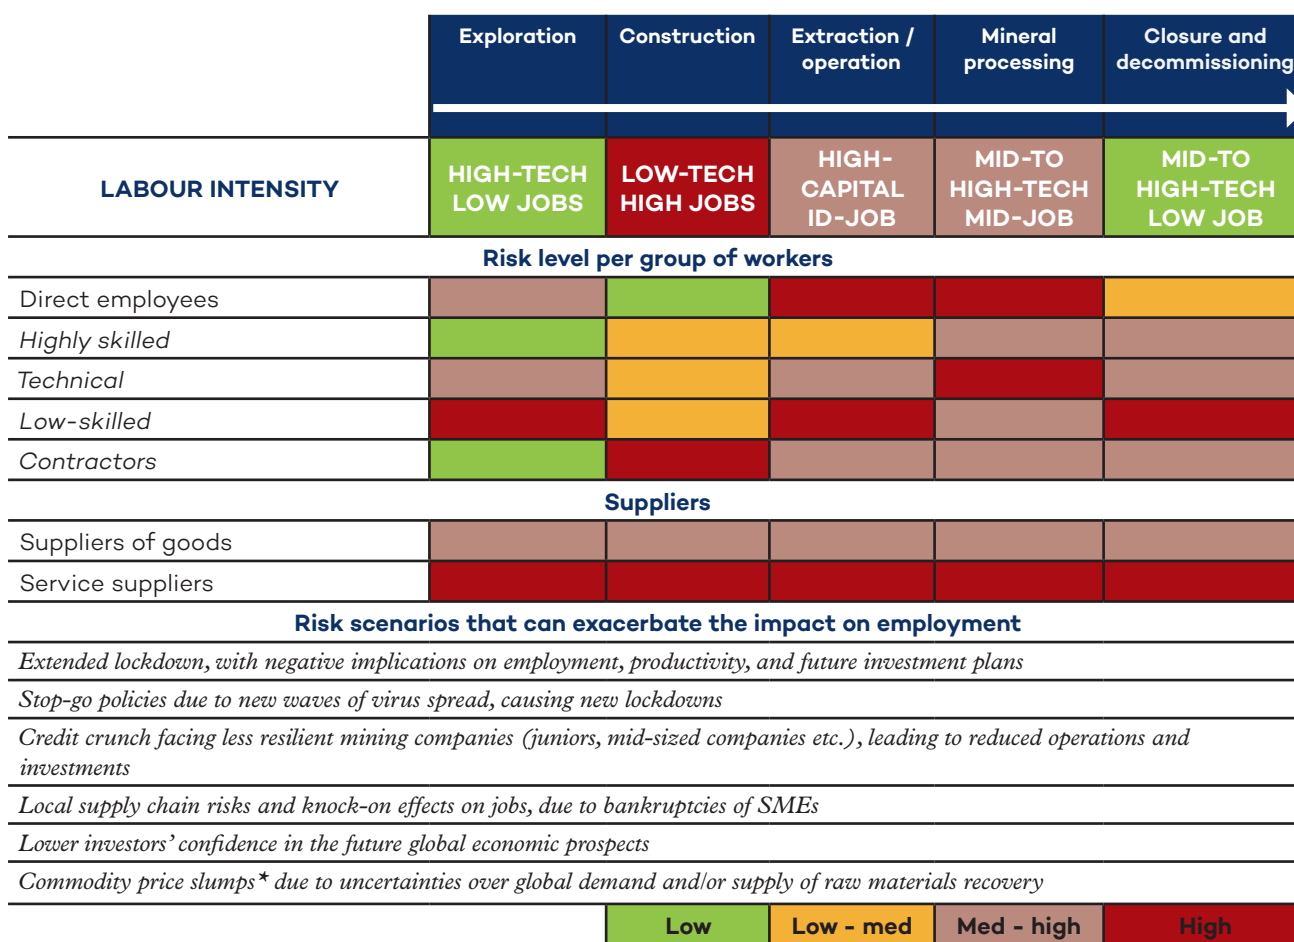 Exploration
Construction
Extraction /
operation
Mineral
processing
Closure and
decommissioning
LABOUR INTENSITY
HIGH-TECH
LOW JOBS
LOW-TECH
HIGH JOBS
HIGH-
CAPITAL
ID-JOB
MID-TO
HIGH-TECH
MID-JOB
MID-TO
HIGH-TECH
LOW JOB
Risk level per group of workers
Direct employees
Highly skilled
Technical
Low-skilled
Contractors
Suppliers
Suppliers of goods
Service suppliers
Risk scenarios that can exacerbate the impact on employment
Extended lockdown, with negative implications on employment, productivity, and future investment plans
Stop-go policies due to new waves of virus spread, causing new lockdowns
Credit crunch facing less resilient mining companies (juniors, mid-sized companies etc.), leading to reduced operations and
investments
Local supply chain risks and knock-on effects on jobs, due to bankruptcies of SMEs
Lower investors' confidence in the future global economic prospects
Commodity price slumps* due to uncertainties over global demand and/or supply of raw materials recovery
Low
Low - med
Med - high
High